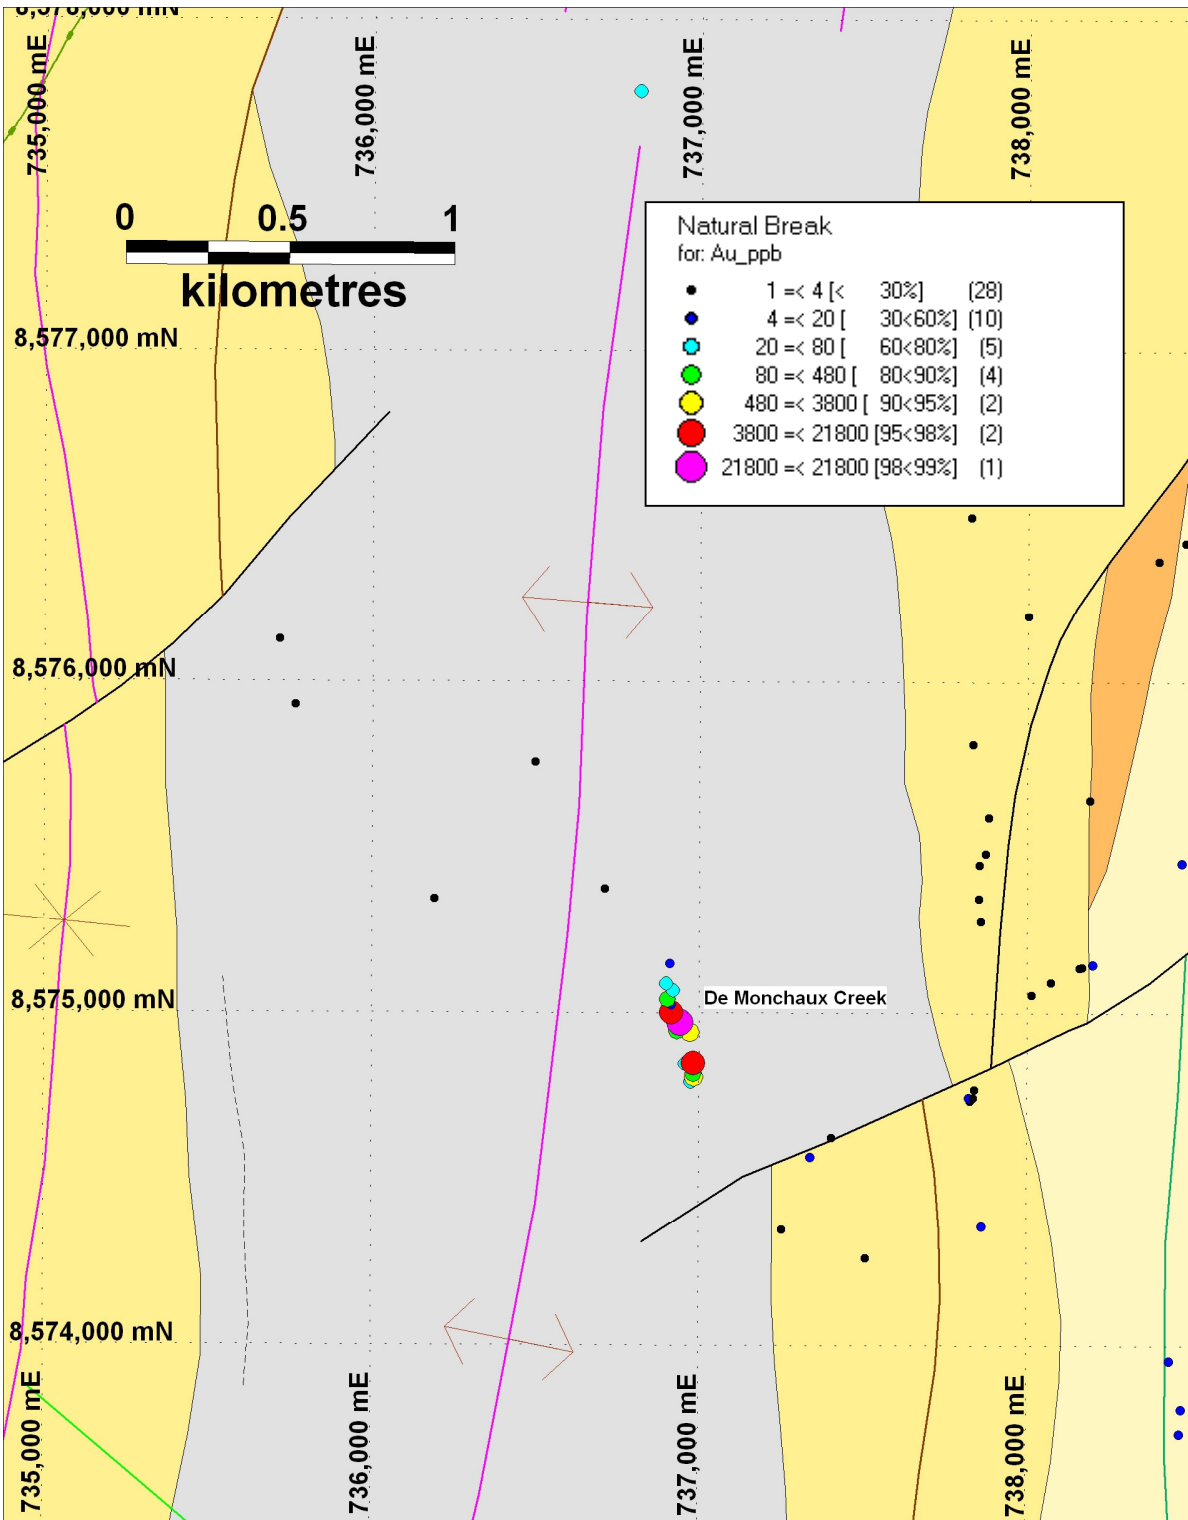 8,578,000 mN
735,000 mE
736,000 mE
737,000 mE
738,000 mE
0 0.5 1
kilometres
Natural Break
for: Au_ppb
1 =< 4 [< 30%] (28)
4 =< 20 [ 30<60%] (10)
20 =< 80 [ 60<80%] (5)
80 =< 480 [ 80<90%] (4)
480 =< 3800 [ 90<95%] (2)
3800 =< 21800 [95<98%] (2)
21800 =< 21800 [98<99%] (1)
8,577,000 mN
8,576,000 mN
8,575,000 mN
De Monchaux Creek
8,574,000 mN
735,000 mE
736,000 mE
737,000 mE
738,000 mE